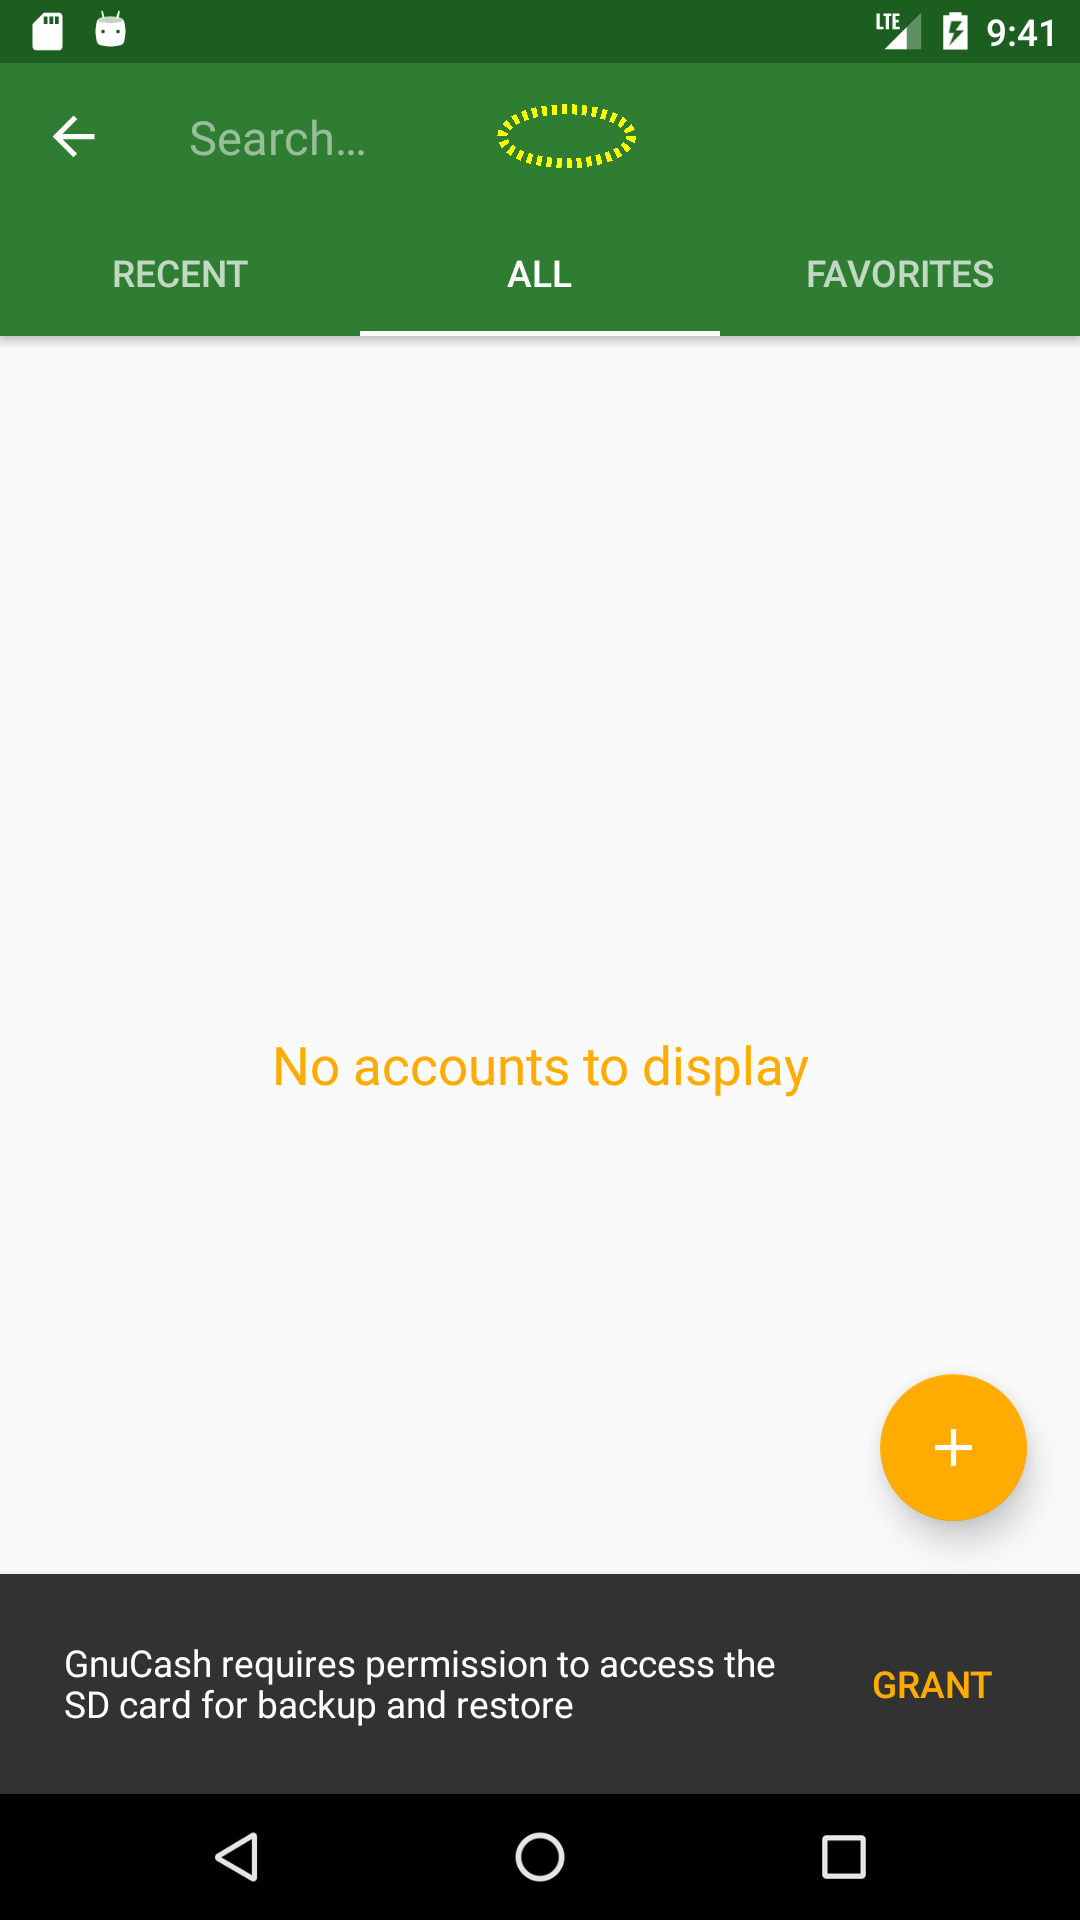 LTE 9:41
Search...
RECENT ALL FAVORITES
No accounts to display
GnuCash requires permission to access the
SD card for backup and restore
GRANT